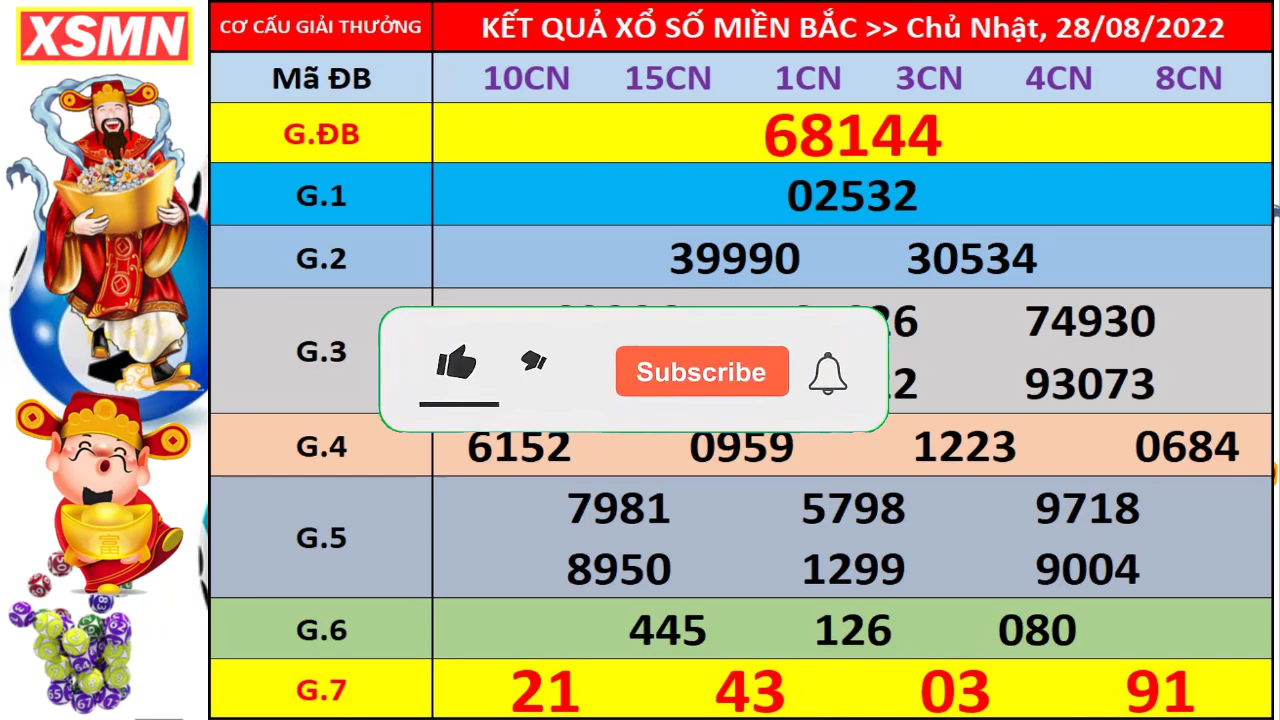 XSMN
CƠ CẤU GIẢI THƯỞNG
KẾT QUẢ XỔ SỐ MIỀN BẮC >> Chủ Nhật, 28/08/2022
Mã ĐB 10CN 15CN 1CN 3CN 4CN 8CN
G.ĐB 68144
G.1 02532
G.2 39990 30534
G.3
74930
93073
Subscribe
G.4 6152 0959 1223 0684
G.5
7981 5798 9718
8950 1299 9004
G.6 445 126 080
G.7 21 43 03 91